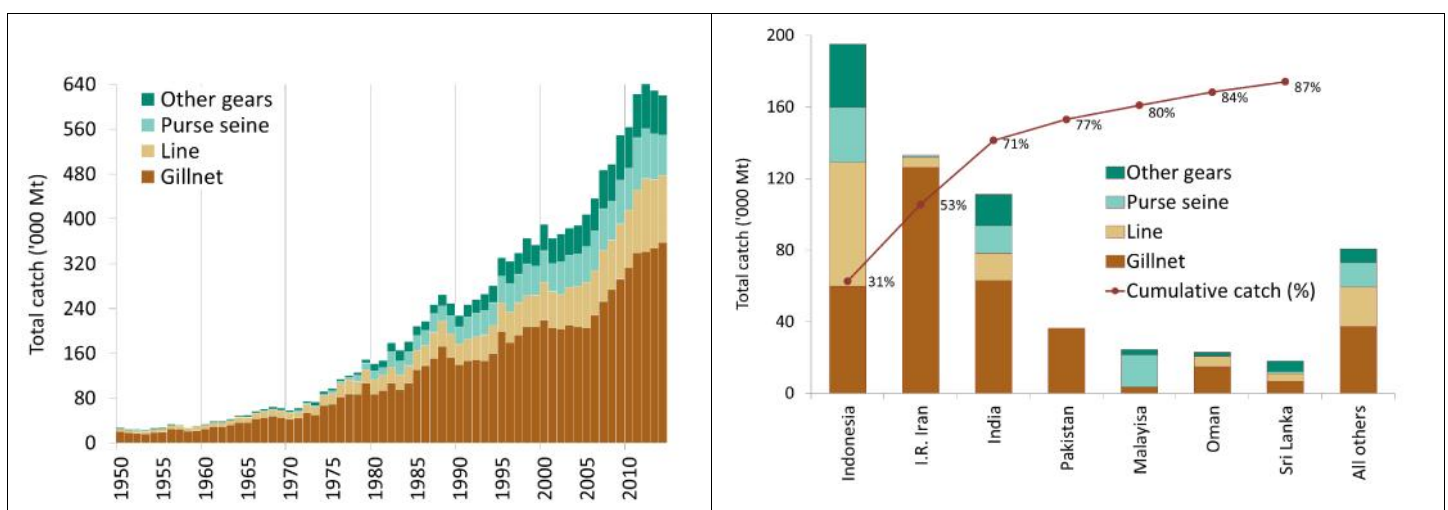 640
560
480
400
320
240
160
80
0
Total catch ('000 Mt)
Other gears
Purse seine
Line
Gillnet
1950
1955
1960
1965
1970
1975
1980
1985
1990
1995
2000
2005
2010
200
160
120
80
40
0
Total catch ('000 Mt)
31%
53%
71%
77%
80%
84%
87%
Other gears
Purse seine
Line
Gillnet
Cumulative catch (%)
Indonesia
I.R. Iran
India
Pakistan
Malayisa
Oman
Sri Lanka
All others